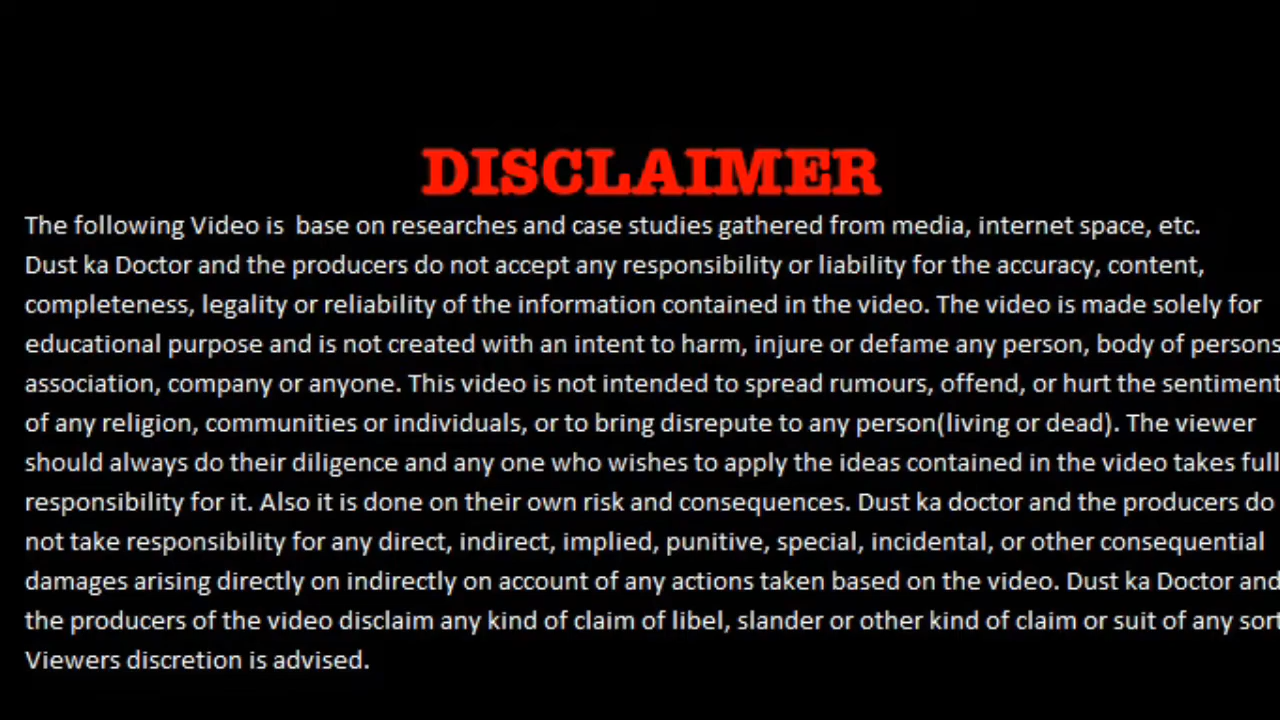 DISCLAIMER
The following Video is  base on researches and case studies gathered from media, internet space, etc.
Dust ka Doctor and the producers do not accept any responsibility or liability for the accuracy, content,
completeness, legality or reliability of the information contained in the video. The video is made solely for
educational purpose and is not created with an intent to harm, injure or defame any person, body of persons
association, company or anyone. This video is not intended to spread rumours, offend, or hurt the sentiment
of any religion, communities or individuals, or to bring disrepute to any person(living or dead). The viewer
should always do their diligence and any one who wishes to apply the ideas contained in the video takes full
responsibility for it. Also it is done on their own risk and consequences. Dust ka doctor and the producers do
not take responsibility for any direct, indirect, implied, punitive, special, incidental, or other consequential
damages arising directly on indirectly on account of any actions taken based on the video. Dust ka Doctor and
the producers of the video disclaim any kind of claim of libel, slander or other kind of claim or suit of any sort
Viewers discretion is advised.